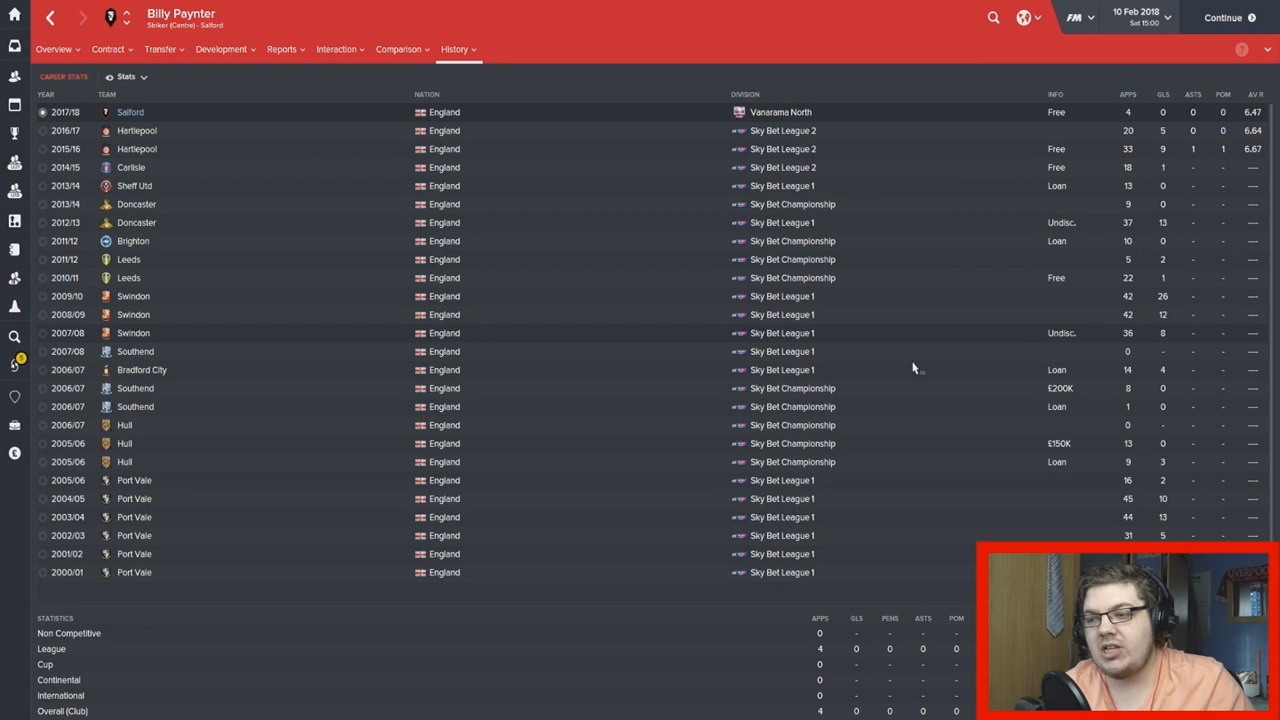 Billy Paynter
Striker (Centre) - Salford
10 Feb 2018
Sat 15:00
FM
Continue
Overview Contract Transfer Development Reports Interaction Comparison History
CAREER STATS Stats
YEAR TEAM NATION DIVISION INFO APPS GLS ASTS POM AV R
2017/18 Salford England Vanarama North Free 4 0 0 0 6.47
2016/17 Hartlepool England Sky Bet League 2 20 5 0 0 6.64
2015/16 Hartlepool England Sky Bet League 2 Free 33 9 1 1 6.67
2014/15 Carlisle England Sky Bet League 2 Free 18 1 - - ---
2013/14 Sheff Utd England Sky Bet League 1 Loan 13 0 - - ---
2013/14 Doncaster England Sky Bet Championship 9 0 - - ---
2012/13 Doncaster England Sky Bet League 1 Undisc. 37 13 - - ---
2011/12 Brighton England Sky Bet Championship Loan 10 0 - - ---
2011/12 Leeds England Sky Bet Championship 5 2 - - ---
2010/11 Leeds England Sky Bet Championship Free 22 1 - - ---
2009/10 Swindon England Sky Bet League 1 42 26 - - ---
2008/09 Swindon England Sky Bet League 1 42 12 - - ---
2007/08 Swindon England Sky Bet League 1 Undisc. 36 8 - - ---
2007/08 Southend England Sky Bet League 1 0 - - - ---
2006/07 Bradford City England Sky Bet League 1 Loan 14 4 - - ---
2006/07 Southend England Sky Bet Championship £200K 8 0 - - ---
2006/07 Southend England Sky Bet Championship Loan 1 0 - - ---
2006/07 Hull England Sky Bet Championship 0 - - - ---
2005/06 Hull England Sky Bet Championship £150K 13 0 - - ---
2005/06 Hull England Sky Bet Championship Loan 9 3 - - ---
2005/06 Port Vale England Sky Bet League 1 16 2 - - ---
2004/05 Port Vale England Sky Bet League 1 45 10 - - ---
2003/04 Port Vale England Sky Bet League 1 44 13 - - ---
2002/03 Port Vale England Sky Bet League 1 31 5 - - ---
2001/02 Port Vale England Sky Bet League 1
2000/01 Port Vale England Sky Bet League 1
STATISTICS APPS GLS PENS ASTS POM
Non Competitive 0 - - - -
League 4 0 0 0 0
Cup 0 - - - -
Continental 0 - - - -
International 0 - - - -
Overall (Club) 4 0 0 0 0